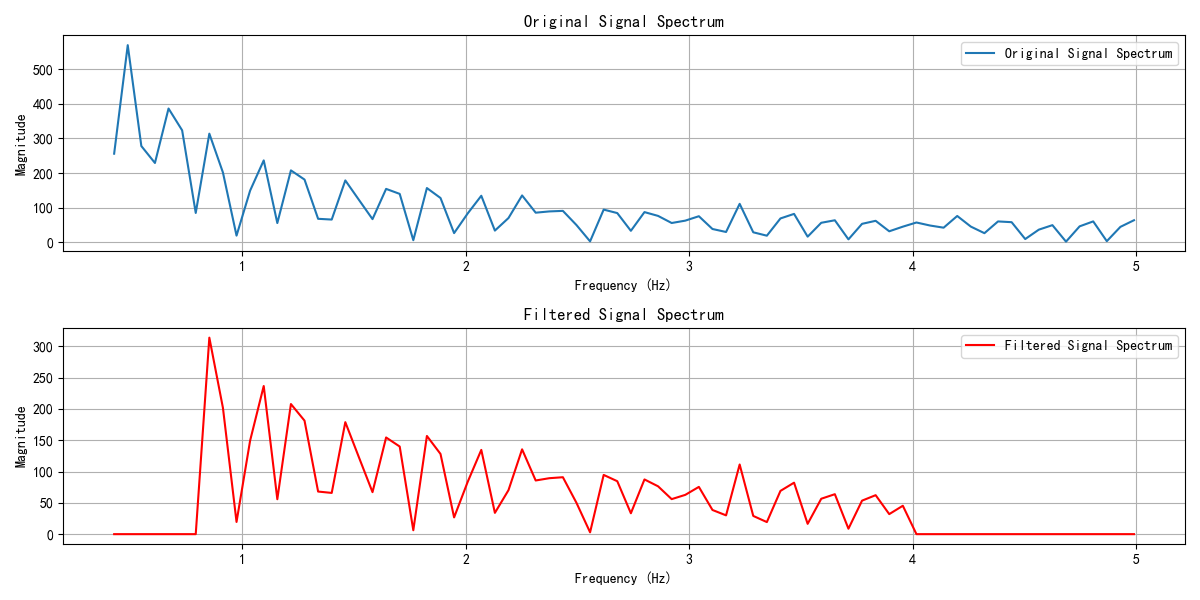 Original Signal Spectrum
Original Signal Spectrum
500
400
300
200
100
0
Magnitude
1 2 3 4 5
Frequency (Hz)
Filtered Signal Spectrum
Filtered Signal Spectrum
300
250
200
150
100
50
0
Magnitude
1 2 3 4 5
Frequency (Hz)